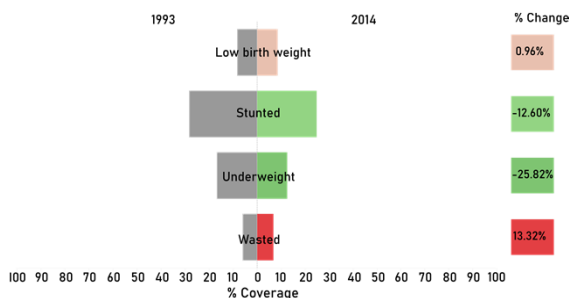 1993 2014 % Change
Low birth weight 0.96%
Stunted -12.60%
Underweight -25.82%
Wasted 13.32%
100 90 80 70 60 50 40 30 20 10 0 10 20 30 40 50 60 70 80 90 100
% Coverage